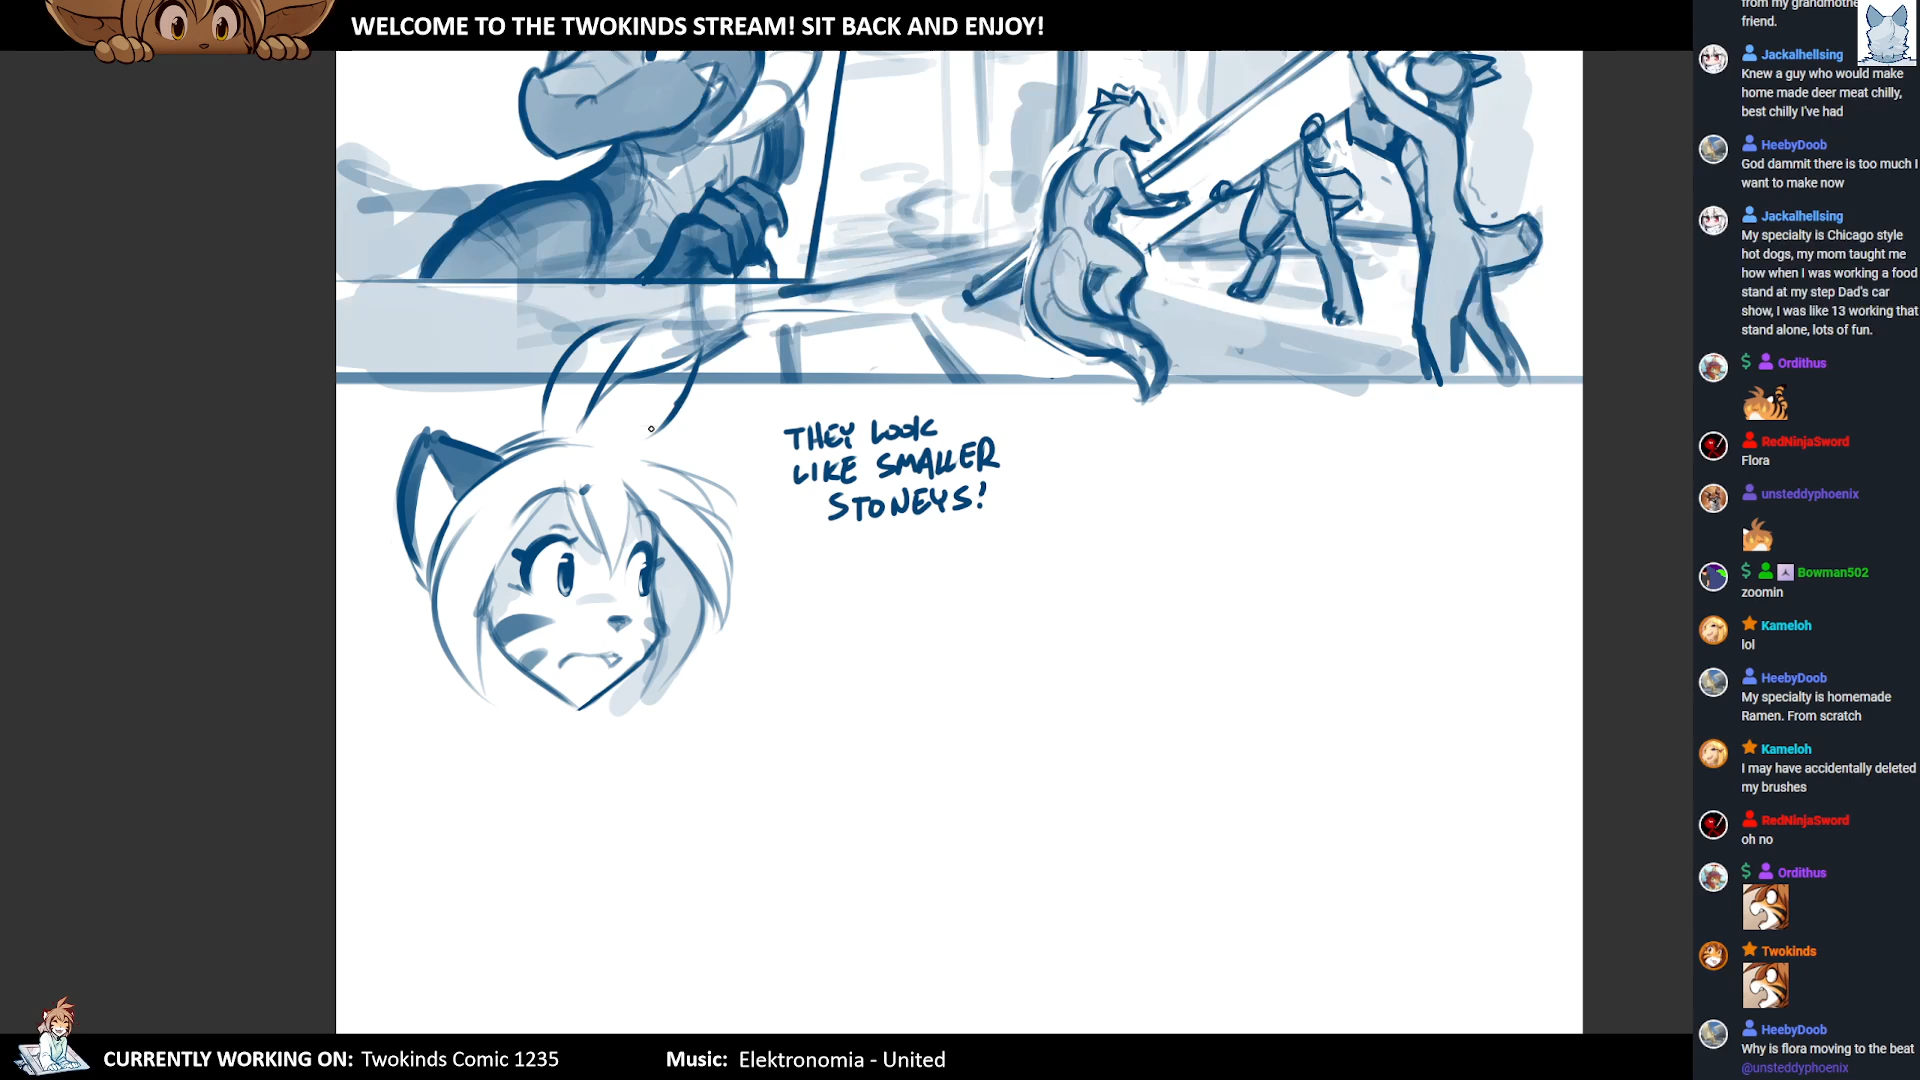 WELCOME TO THE TWOKINDS STREAM! SIT BACK AND ENJOY!
THEY LOOK
LIKE SMALLER
STONEYS!
from my grandmothe
friend.
Jackalhellsing
Knew a guy who would make
home made deer meat chilly,
best chilly I've had
HeebyDoob
God dammit there is too much I
want to make now
Jackalhellsing
My specialty is Chicago style
hot dogs, my mom taught me
how when I was working a food
stand at my step Dad's car
show, I was like 13 working that
stand alone, lots of fun.
$ Ordithus
RedNinjaSword
Flora
unsteddyphoenix
$ Bowman502
zoomin
Kameloh
lol
HeebyDoob
My specialty is homemade
Ramen. From scratch
Kameloh
I may have accidentally deleted
my brushes
RedNinjaSword
oh no
$ Ordithus
Twokinds
HeebyDoob
Why is flora moving to the beat
@unsteddyphoenix
CURRENTLY WORKING ON: Twokinds Comic 1235
Music: Elektronomia - United